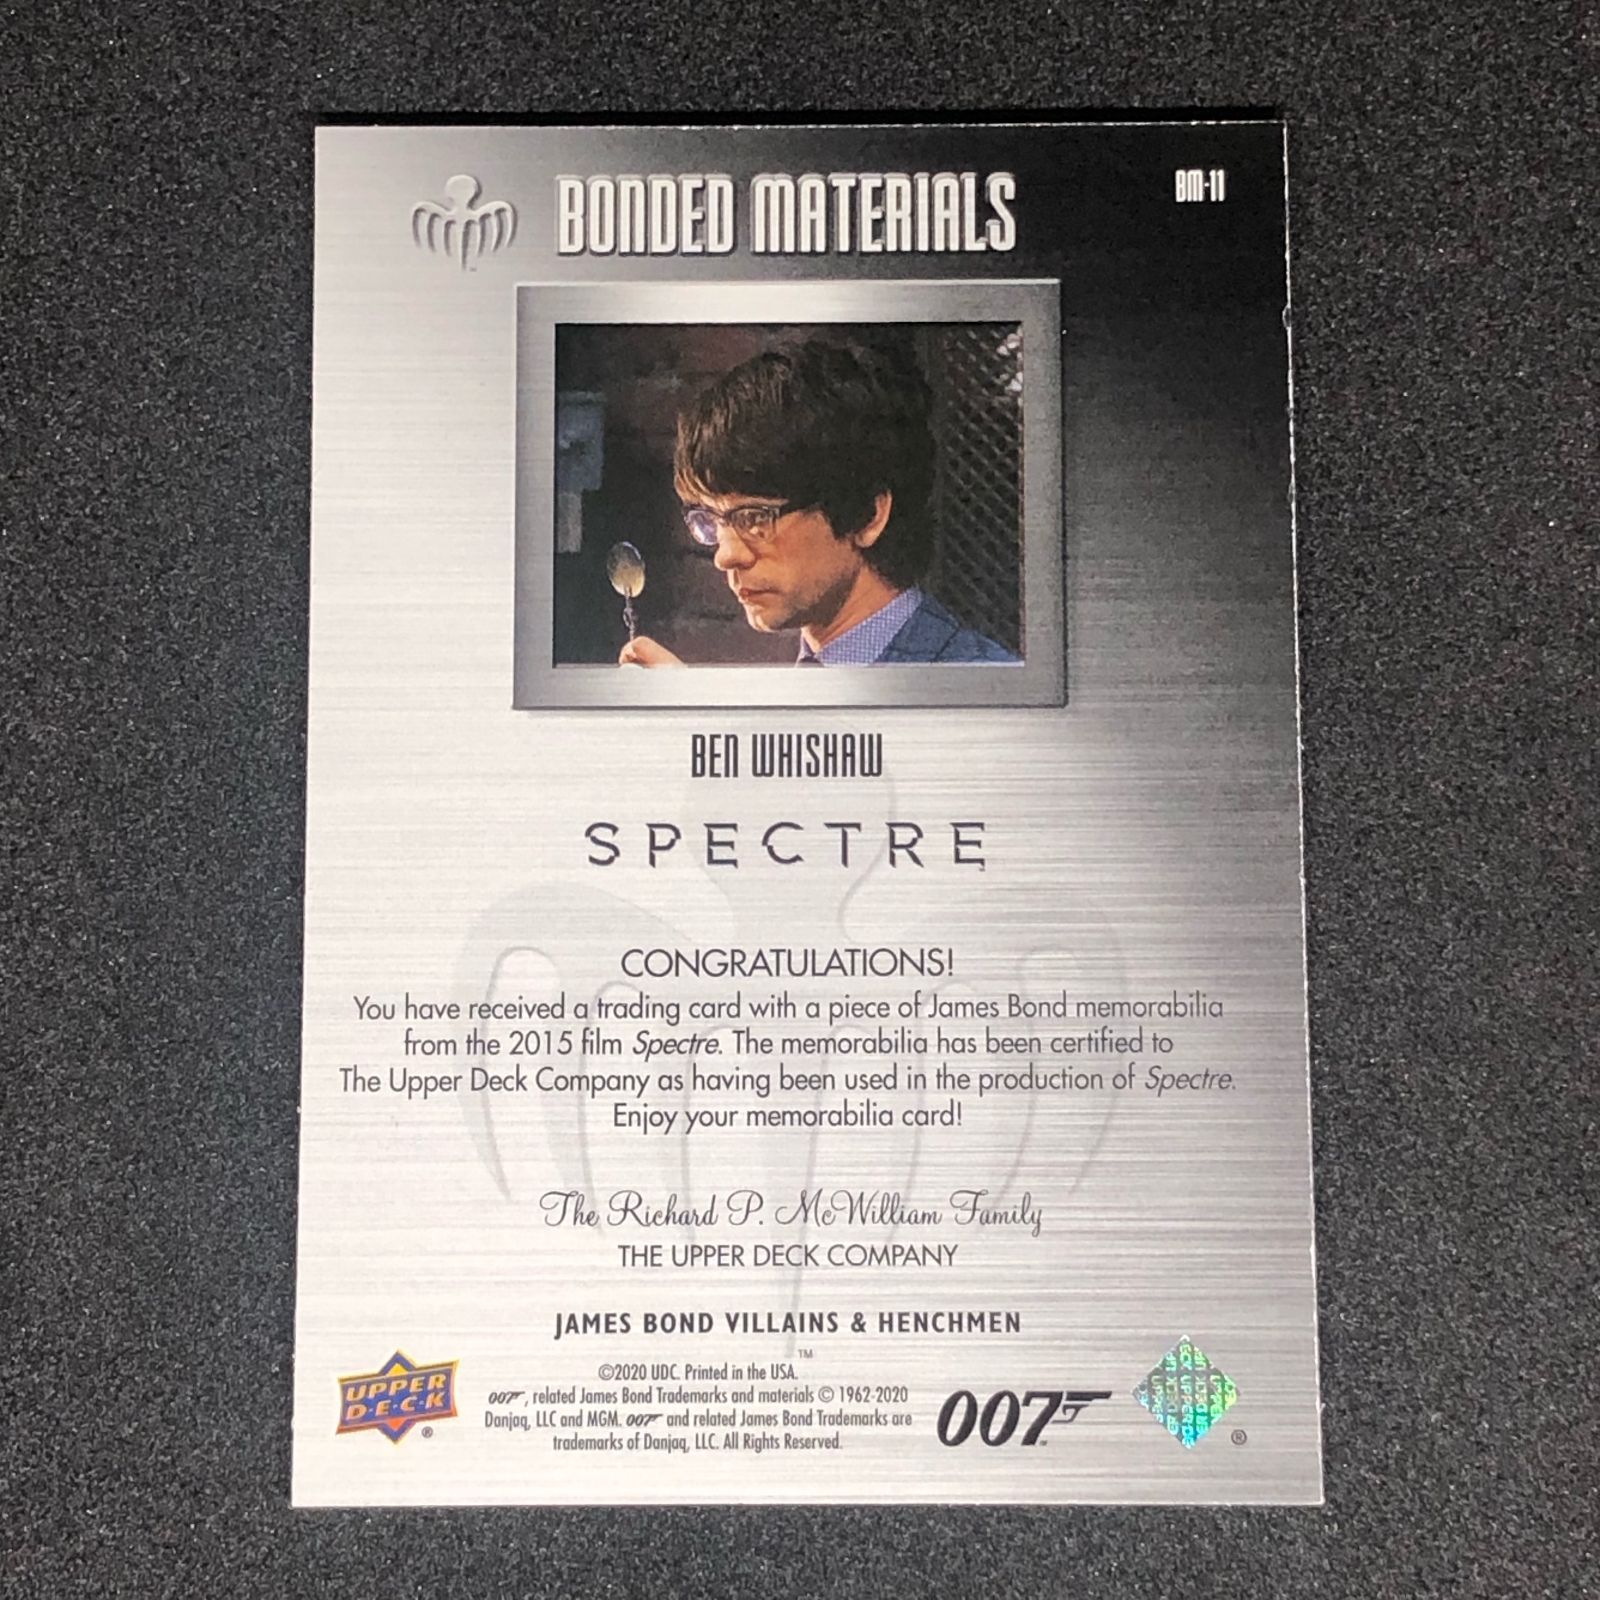 BONDED MATERIALS
BM-11
BEN WHISHAW
SPECTRE
CONGRATULATIONS!
You have received a trading card with a piece of James Bond memorabilia
from the 2015 film Spectre. The memorabilia has been certified to
The Upper Deck Company as having been used in the production of Spectre.
Enjoy your memorabilia card!
The Richard P. McWilliam Family
THE UPPER DECK COMPANY
JAMES BOND VILLAINS & HENCHMEN
™
©2020 UDC. Printed in the USA.
007, related James Bond Trademarks and materials © 1962-2020
Danjaq, LLC and MGM. 007 and related James Bond Trademarks are
trademarks of Danjaq, LLC. All Rights Reserved.
UPPER
D·E·C·K
®
007
®